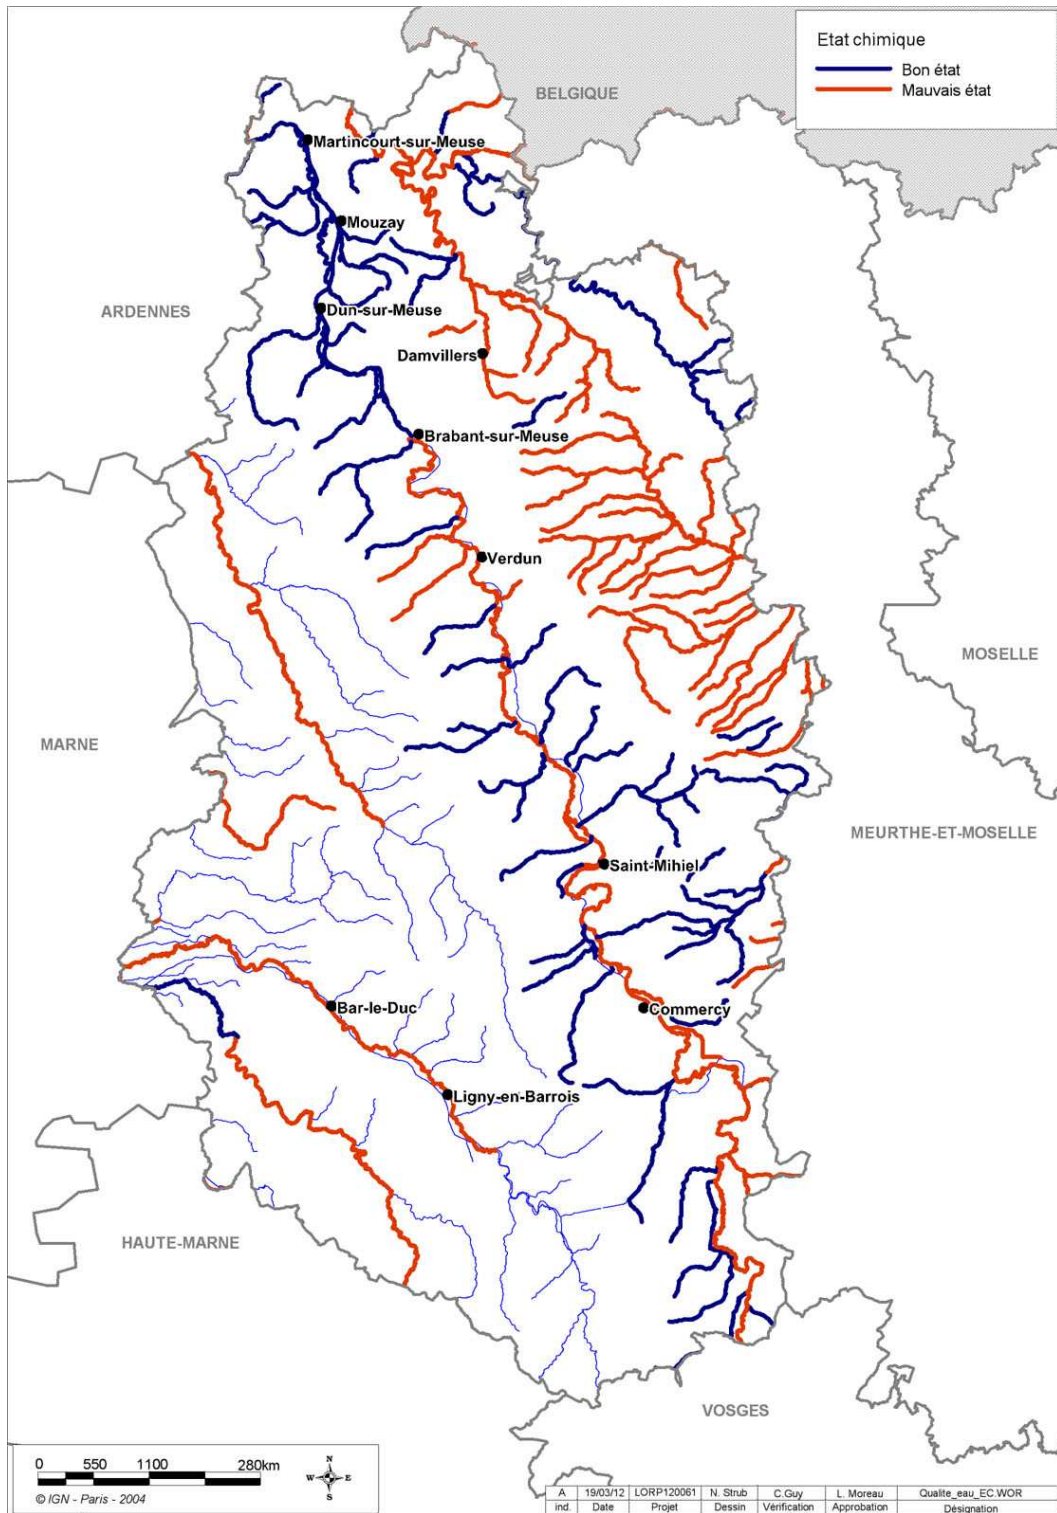 Etat chimique
Bon état
Mauvais état
BELGIQUE
Martincourt-sur-Meuse
Mouzay
ARDENNES
Dun-sur-Meuse
Damvillers
Brabant-sur-Meuse
Verdun
MOSELLE
MARNE
MEURTHE-ET-MOSELLE
Saint-Mihiel
Bar-le-Duc
Commercy
Ligny-en-Barrois
HAUTE-MARNE
VOSGES
0 550 1100 280km
N
W E
S
© IGN - Paris - 2004
A 19/03/12 LORP120061 N. Strub C.Guy L. Moreau Qualite_eau_EC.WOR
ind. Date Projet Dessin Vérification Approbation Désignation